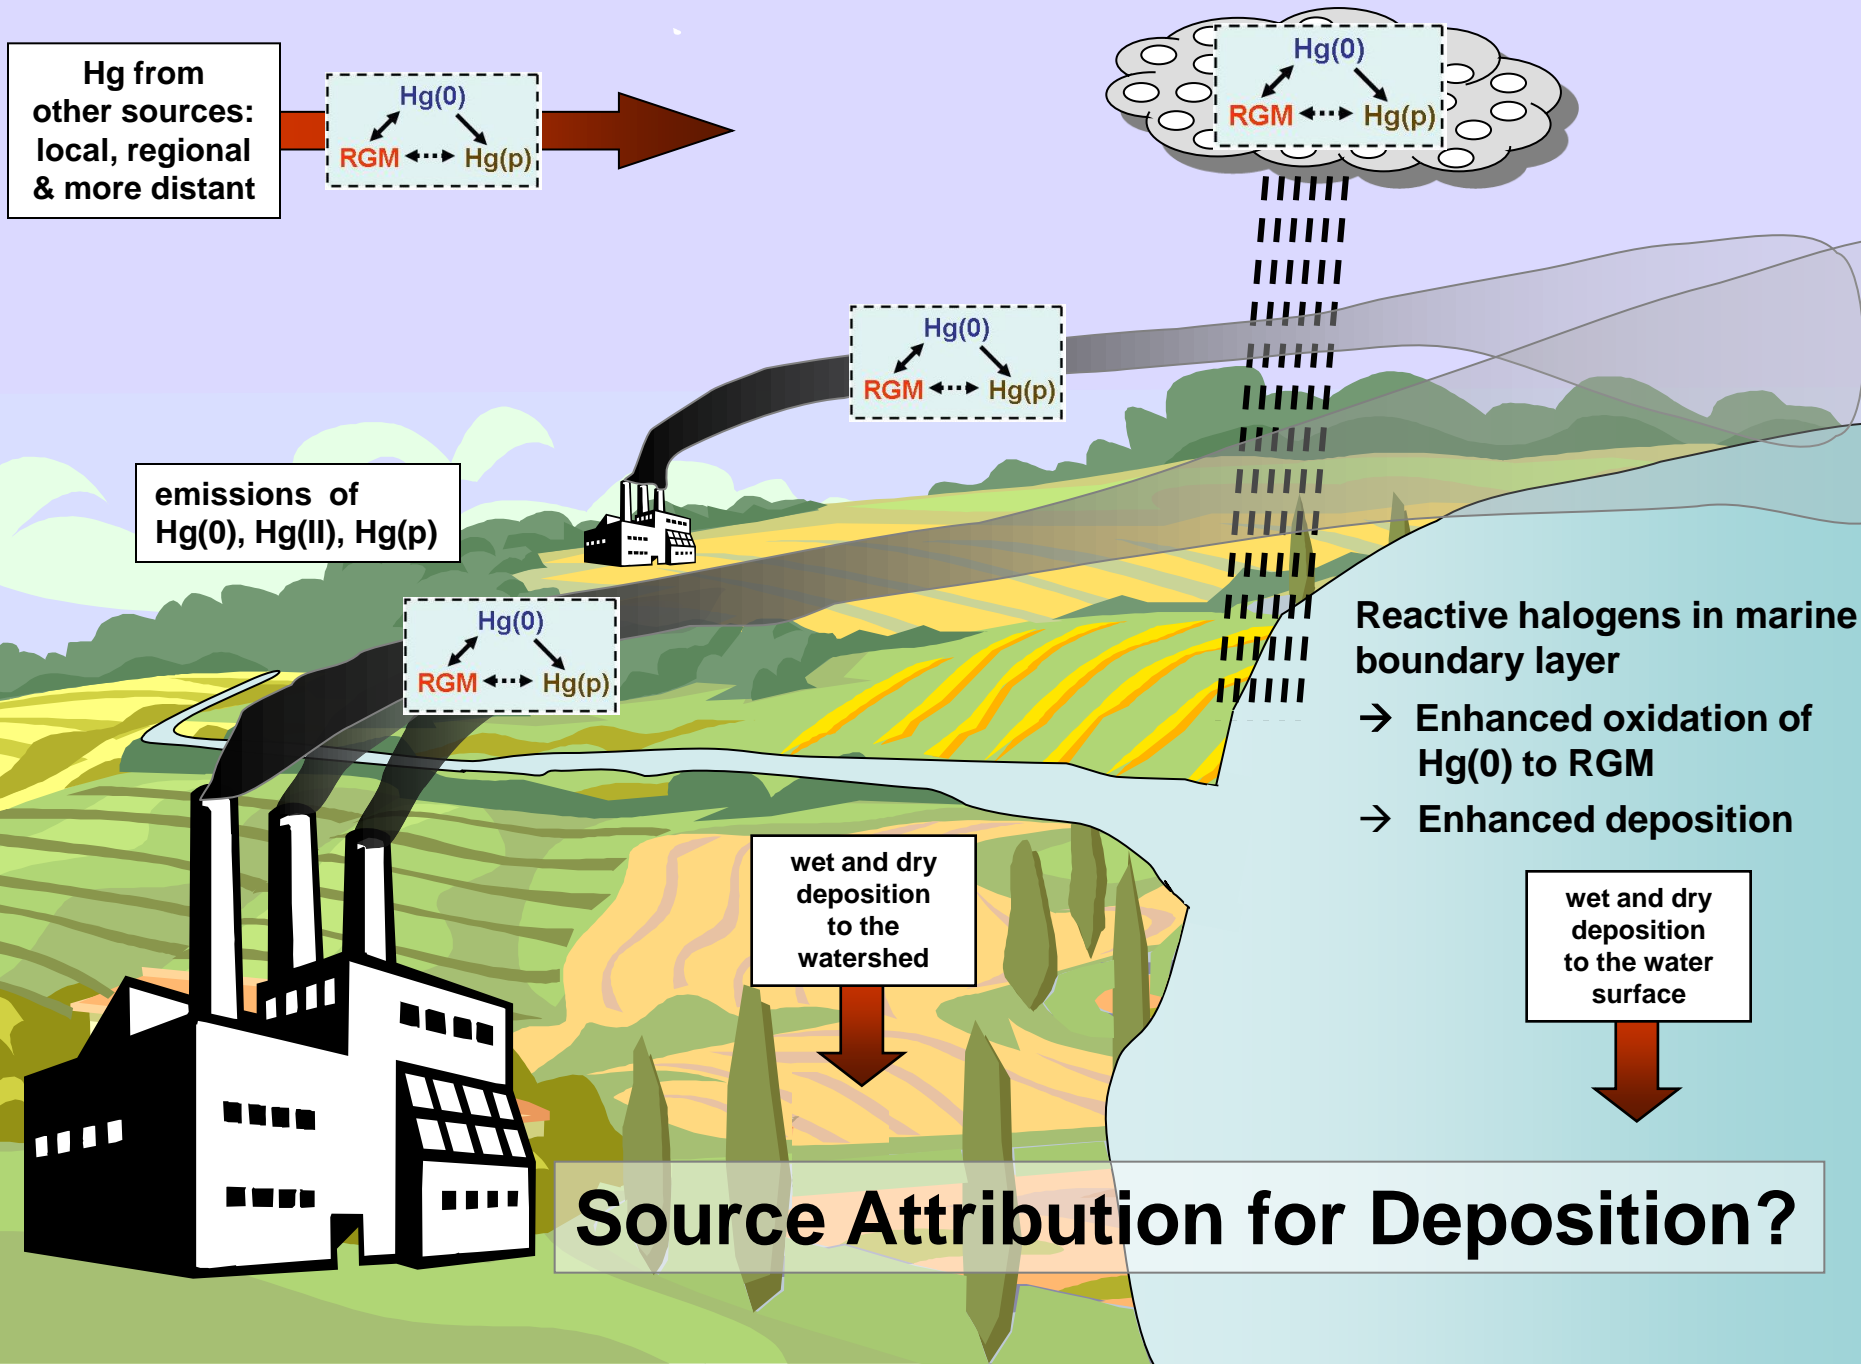 Hg from
other sources:
local, regional
& more distant
Hg(0)
RGM Hg(p)
Hg(0)
RGM Hg(p)
Hg(0)
RGM Hg(p)
emissions of
Hg(0), Hg(II), Hg(p)
Hg(0)
RGM Hg(p)
Reactive halogens in marine
boundary layer
→ Enhanced oxidation of
Hg(0) to RGM
→ Enhanced deposition
wet and dry
deposition
to the
watershed
wet and dry
deposition
to the water
surface
Source Attribution for Deposition?